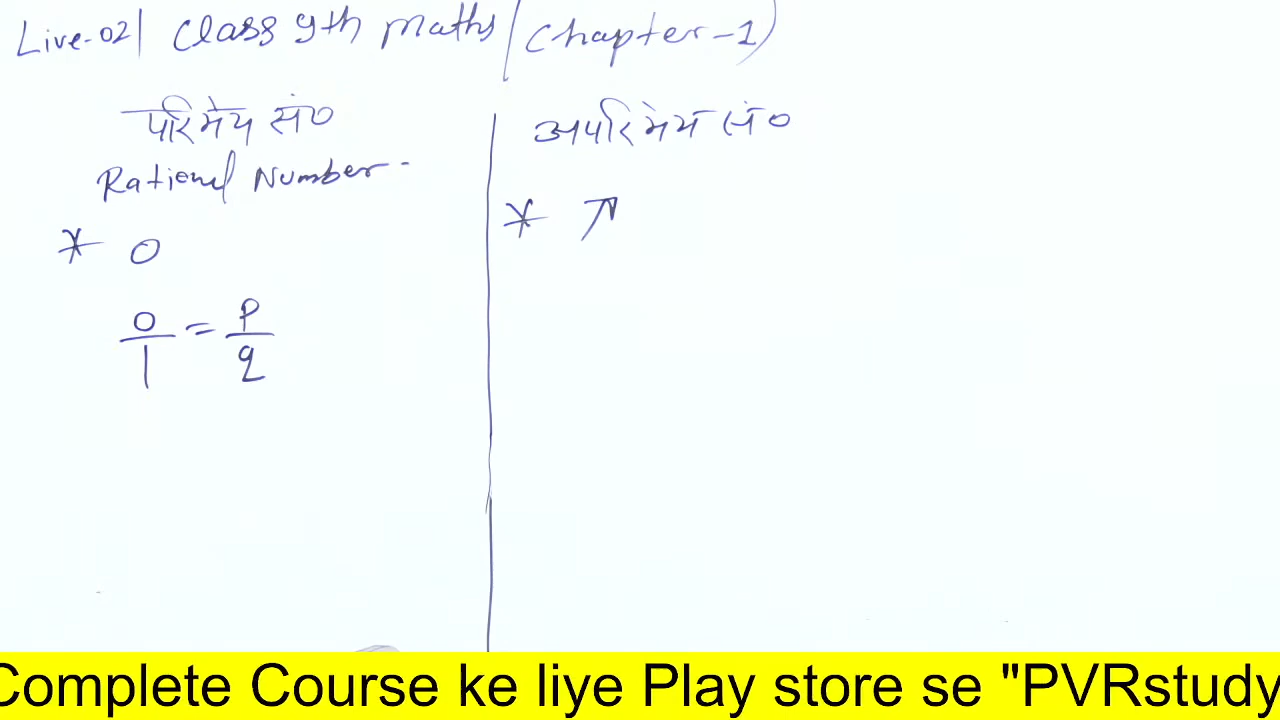 Live-02| Class 9th Maths/(Chapter-1)
परिमेय सं०
Rational Number -
* 0
0/1 = p/q
अपरिमेय सं०
*
Complete Course ke liye Play store se "PVRstudy